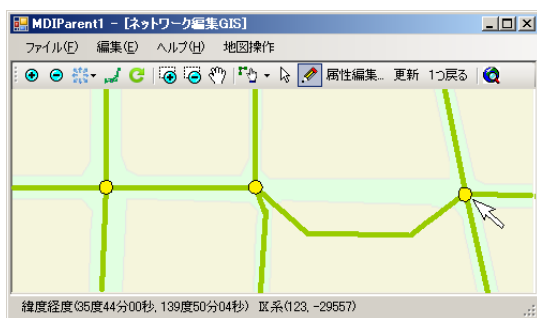 MDIParent1 - [ネットワーク編集GIS]
ファイル(F) 編集(E) ヘルプ(H) 地図操作
属性編集... 更新 1つ戻る
緯度経度(35度44分00秒, 139度50分04秒) Ⅸ系(123, -29557)